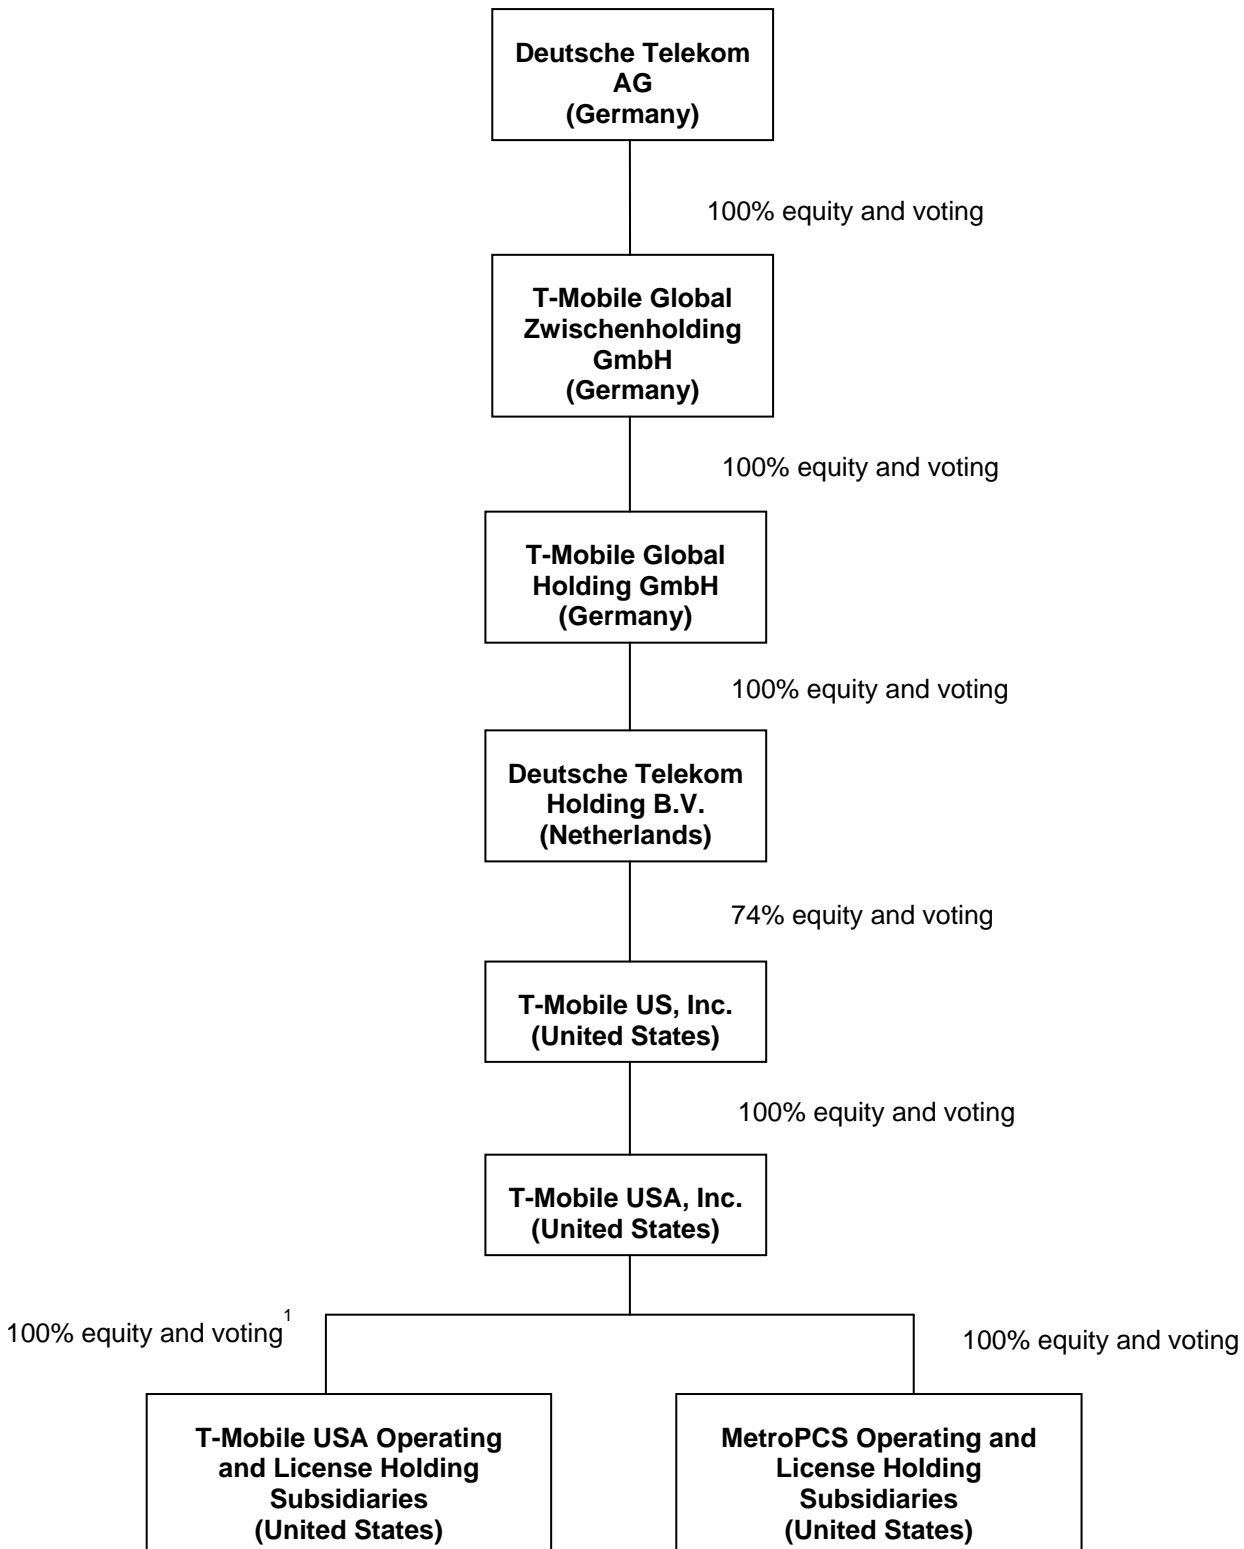 Deutsche Telekom
AG
(Germany)
100% equity and voting
T-Mobile Global
Zwischenholding
GmbH
(Germany)
100% equity and voting
T-Mobile Global
Holding GmbH
(Germany)
100% equity and voting
Deutsche Telekom
Holding B.V.
(Netherlands)
74% equity and voting
T-Mobile US, Inc.
(United States)
100% equity and voting
T-Mobile USA, Inc.
(United States)
100% equity and voting¹
100% equity and voting
T-Mobile USA Operating
and License Holding
Subsidiaries
(United States)
MetroPCS Operating and
License Holding
Subsidiaries
(United States)